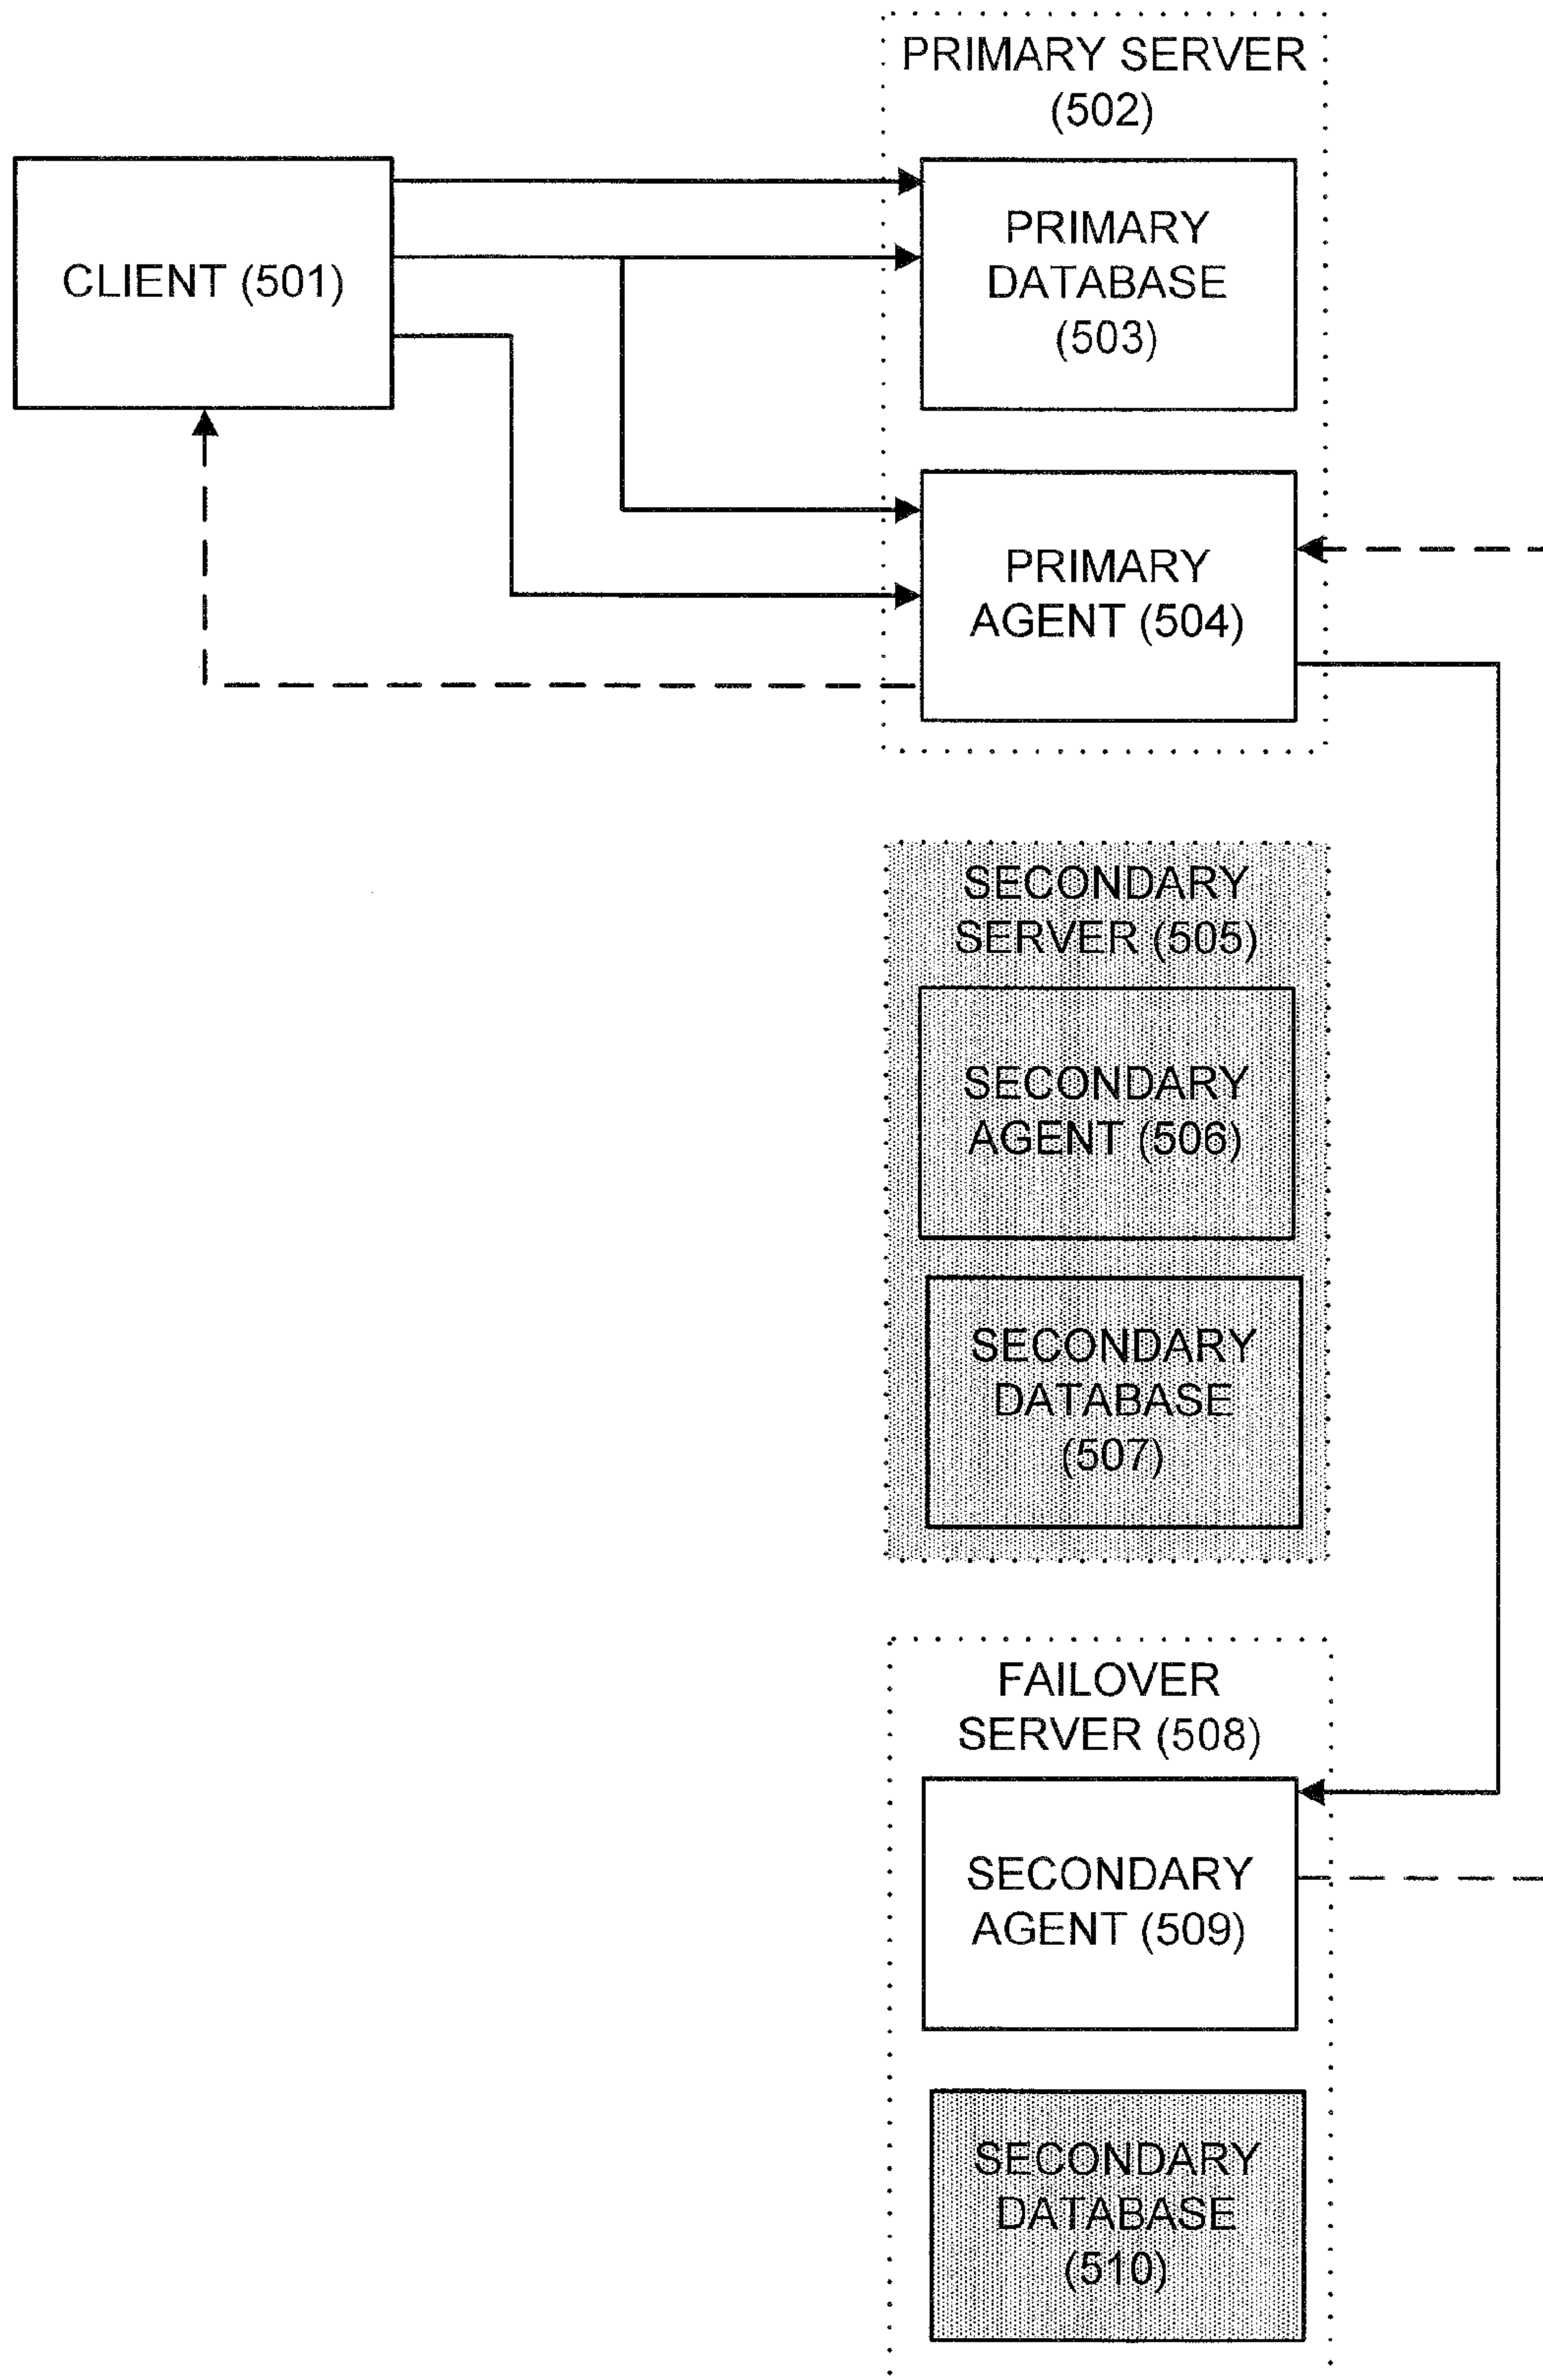 PRIMARY SERVER
(502)
CLIENT (501)
PRIMARY
DATABASE
(503)
PRIMARY
AGENT (504)
SECONDARY
SERVER (505)
SECONDARY
AGENT (506)
SECONDARY
DATABASE
(507)
FAILOVER
SERVER (508)
SECONDARY
AGENT (509)
SECONDARY
DATABASE
(510)